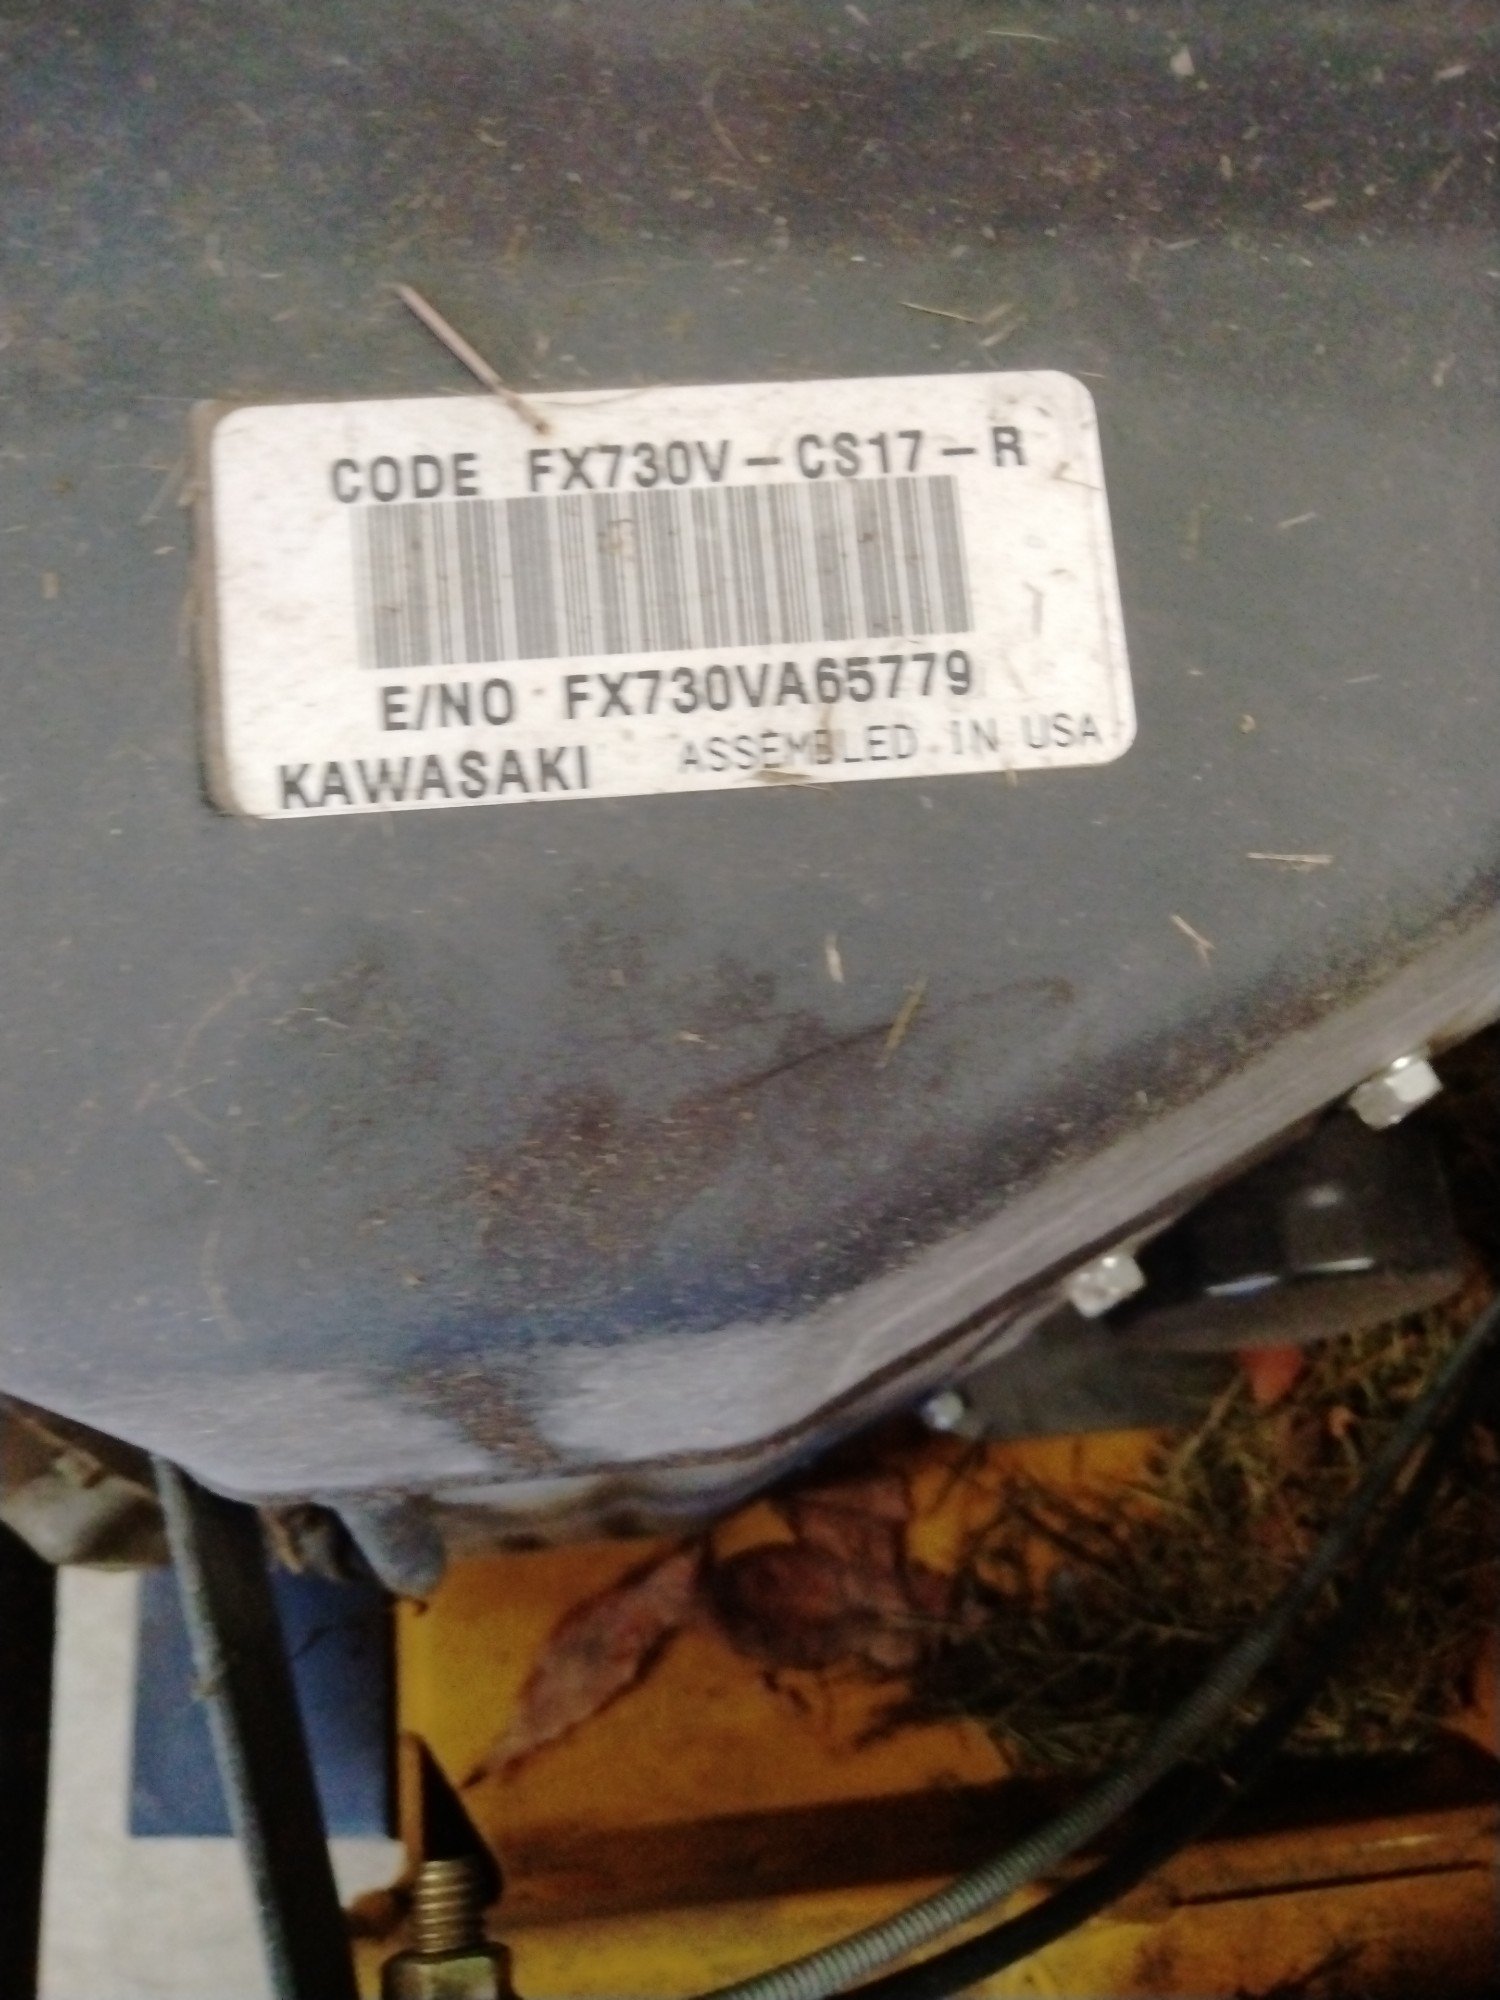 CODE FX730V-CS17-R
E/NO FX730VA65779
KAWASAKI ASSEMBLED IN USA